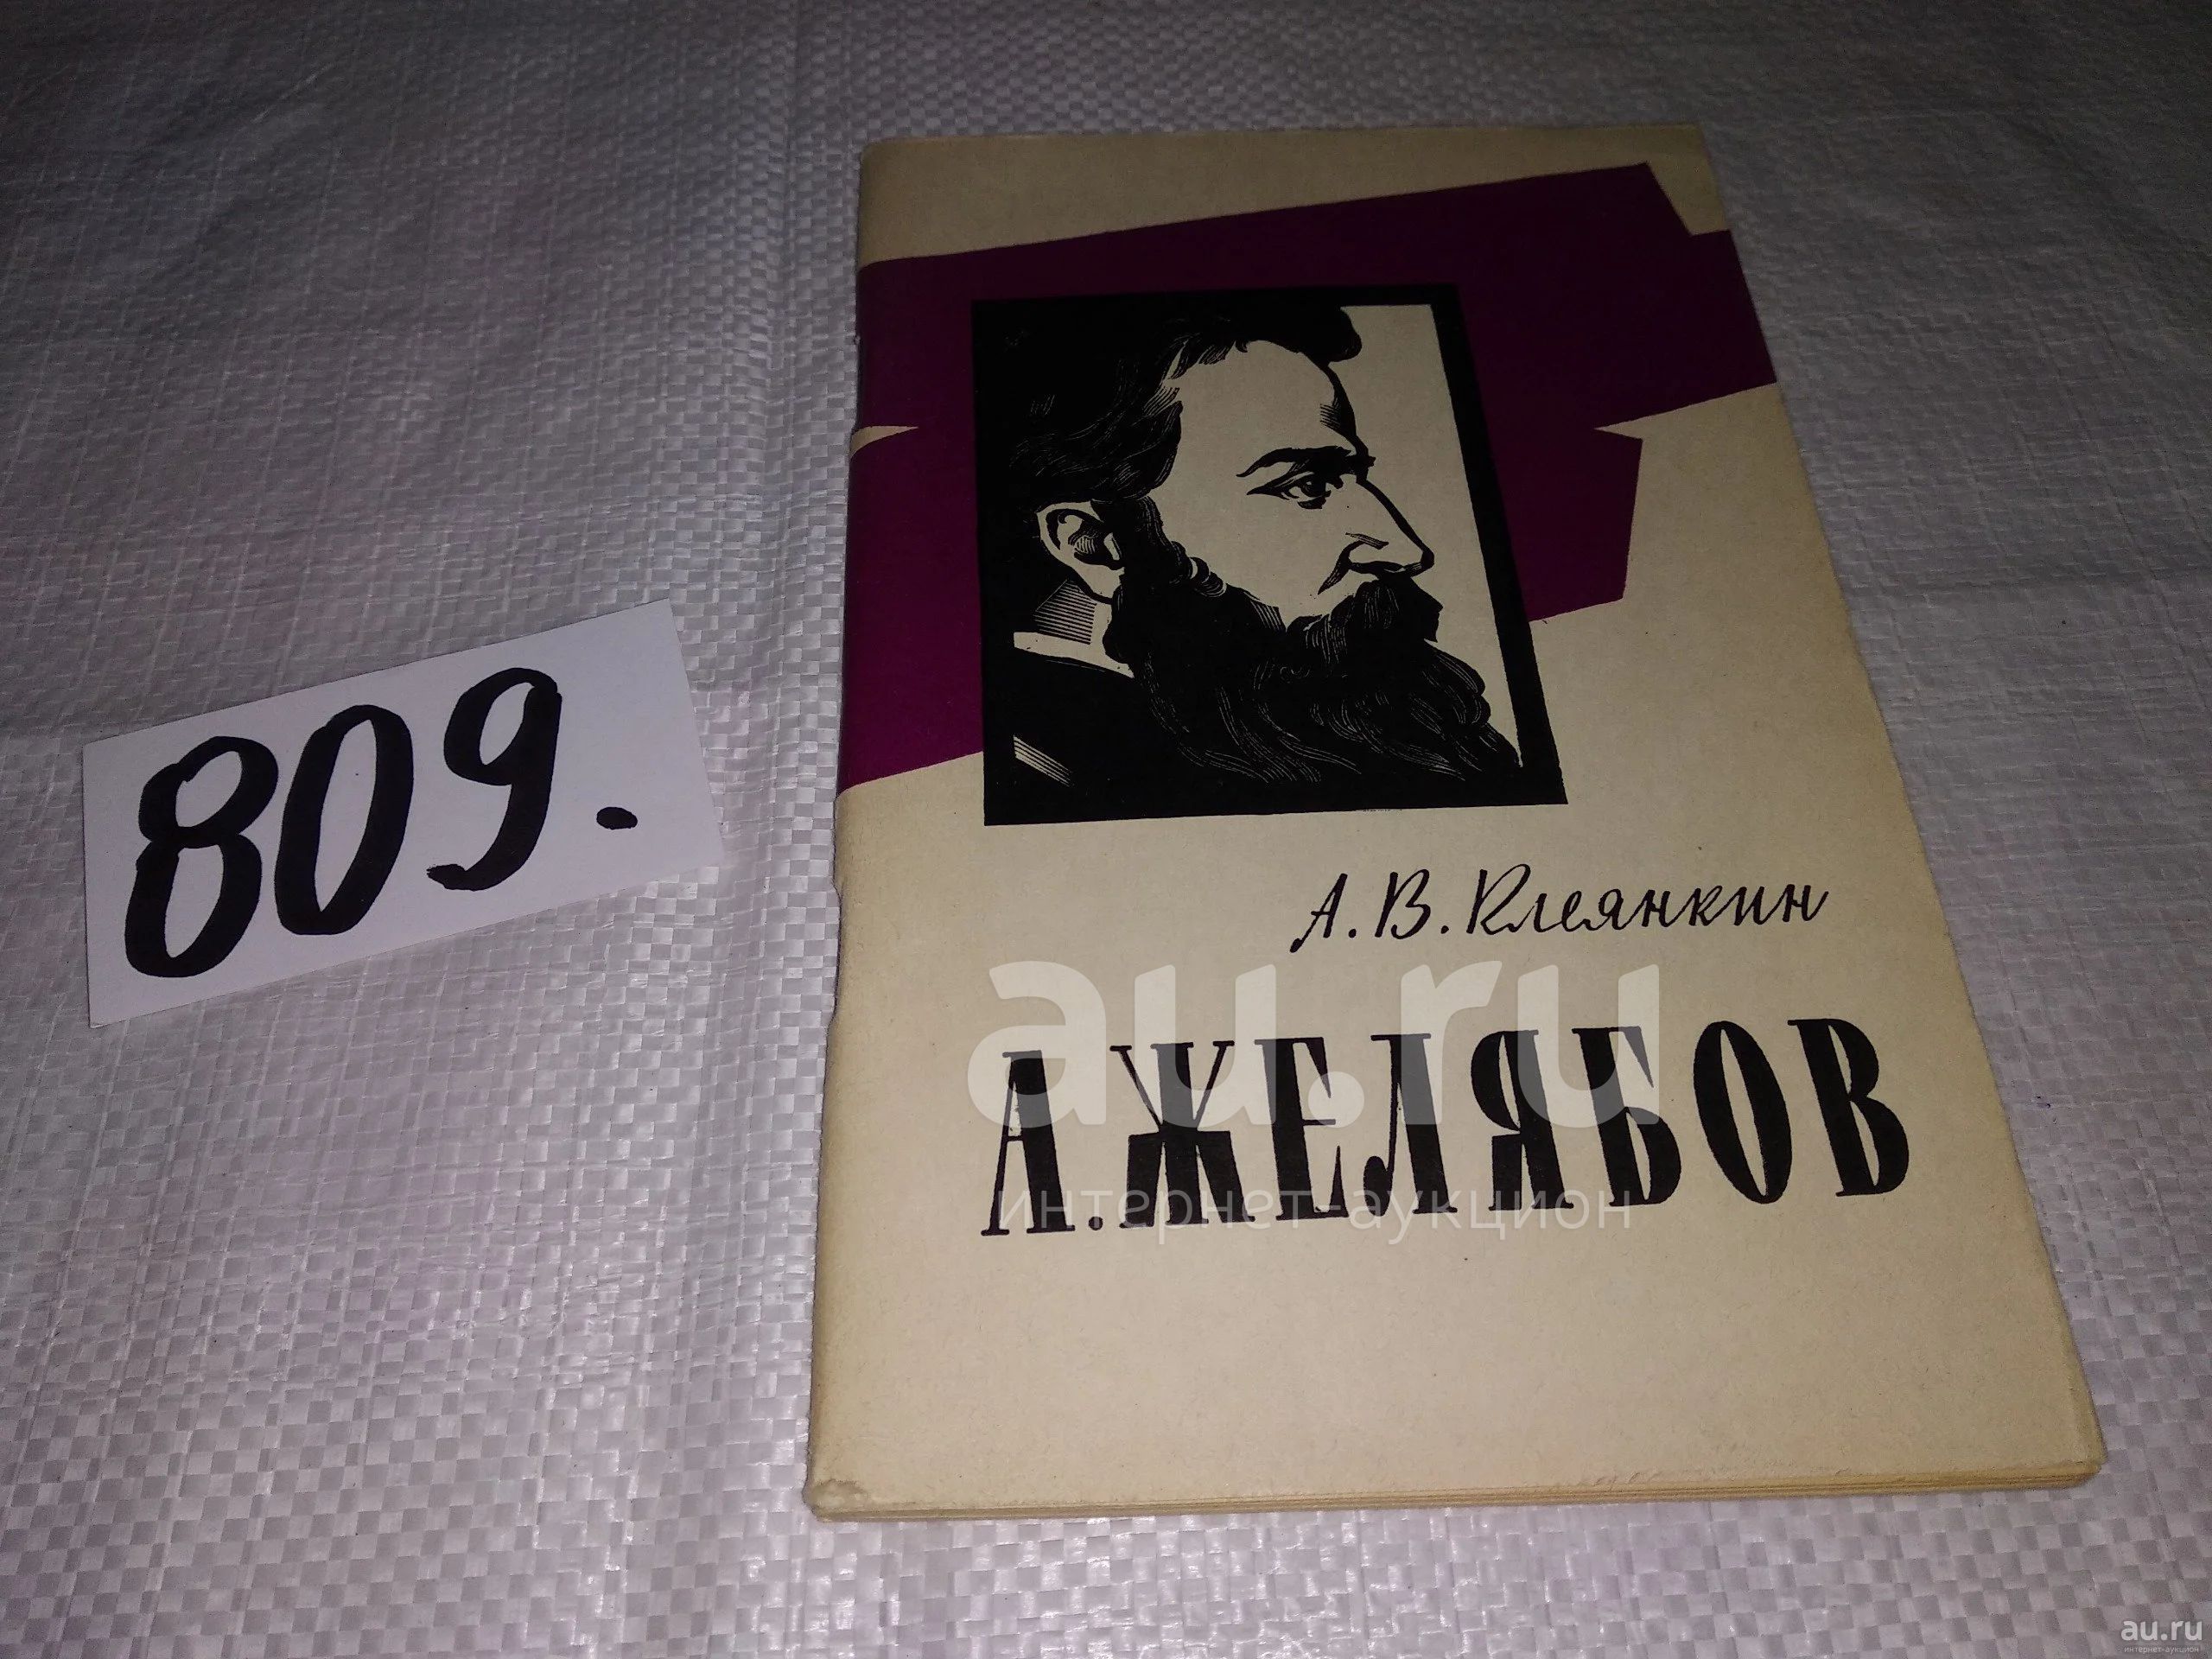 809.
А.В.Клеянкин
А.ЖЕЛЯБОВ
au.ru
интернет-аукцион
au.ru
интернет-аукцион